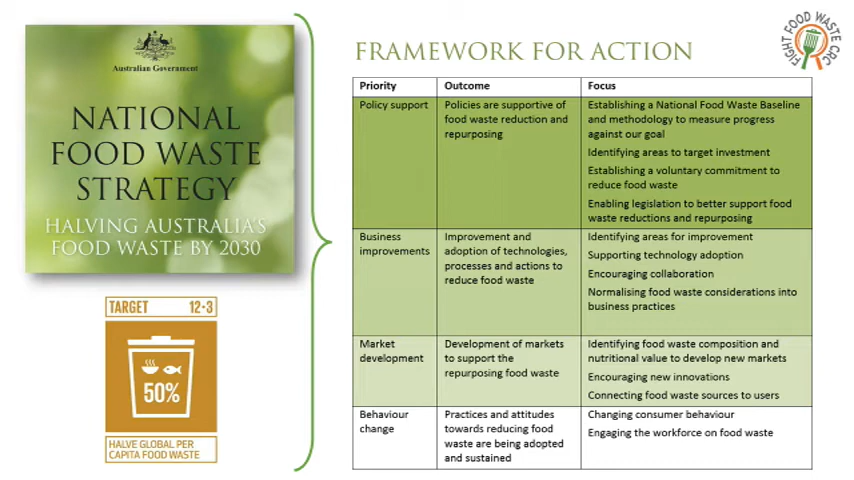 Australian Government
NATIONAL
FOOD WASTE
STRATEGY
HALVING AUSTRALIA'S
FOOD WASTE BY 2030
TARGET 12·3
50%
HALVE GLOBAL PER
CAPITA FOOD WASTE
FRAMEWORK FOR ACTION
FIGHT FOOD WASTE CRC
Priority Outcome Focus
Policy support
Policies are supportive of
food waste reduction and
repurposing
Establishing a National Food Waste Baseline
and methodology to measure progress
against our goal
Identifying areas to target investment
Establishing a voluntary commitment to
reduce food waste
Enabling legislation to better support food
waste reductions and repurposing
Business
improvements
Improvement and
adoption of technologies,
processes and actions to
reduce food waste
Identifying areas for improvement
Supporting technology adoption
Encouraging collaboration
Normalising food waste considerations into
business practices
Market
development
Development of markets
to support the
repurposing food waste
Identifying food waste composition and
nutritional value to develop new markets
Encouraging new innovations
Connecting food waste sources to users
Behaviour
change
Practices and attitudes
towards reducing food
waste are being adopted
and sustained
Changing consumer behaviour
Engaging the workforce on food waste